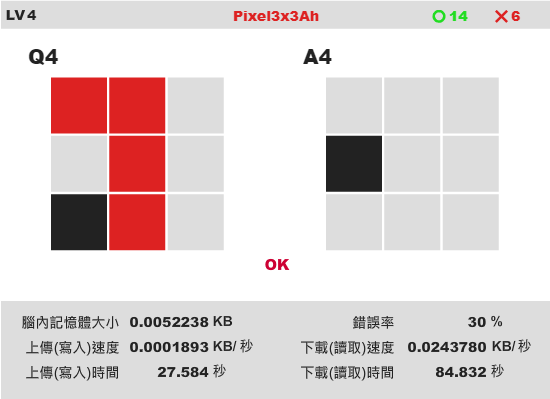 LV4 Pixel3x3Ah 14 6
Q4 A4
OK
腦內記憶體大小 0.0052238 KB 錯誤率 30 %
上傳(寫入)速度 0.0001893 KB/秒 下載(讀取)速度 0.0243780 KB/秒
上傳(寫入)時間 27.584 秒 下載(讀取)時間 84.832 秒